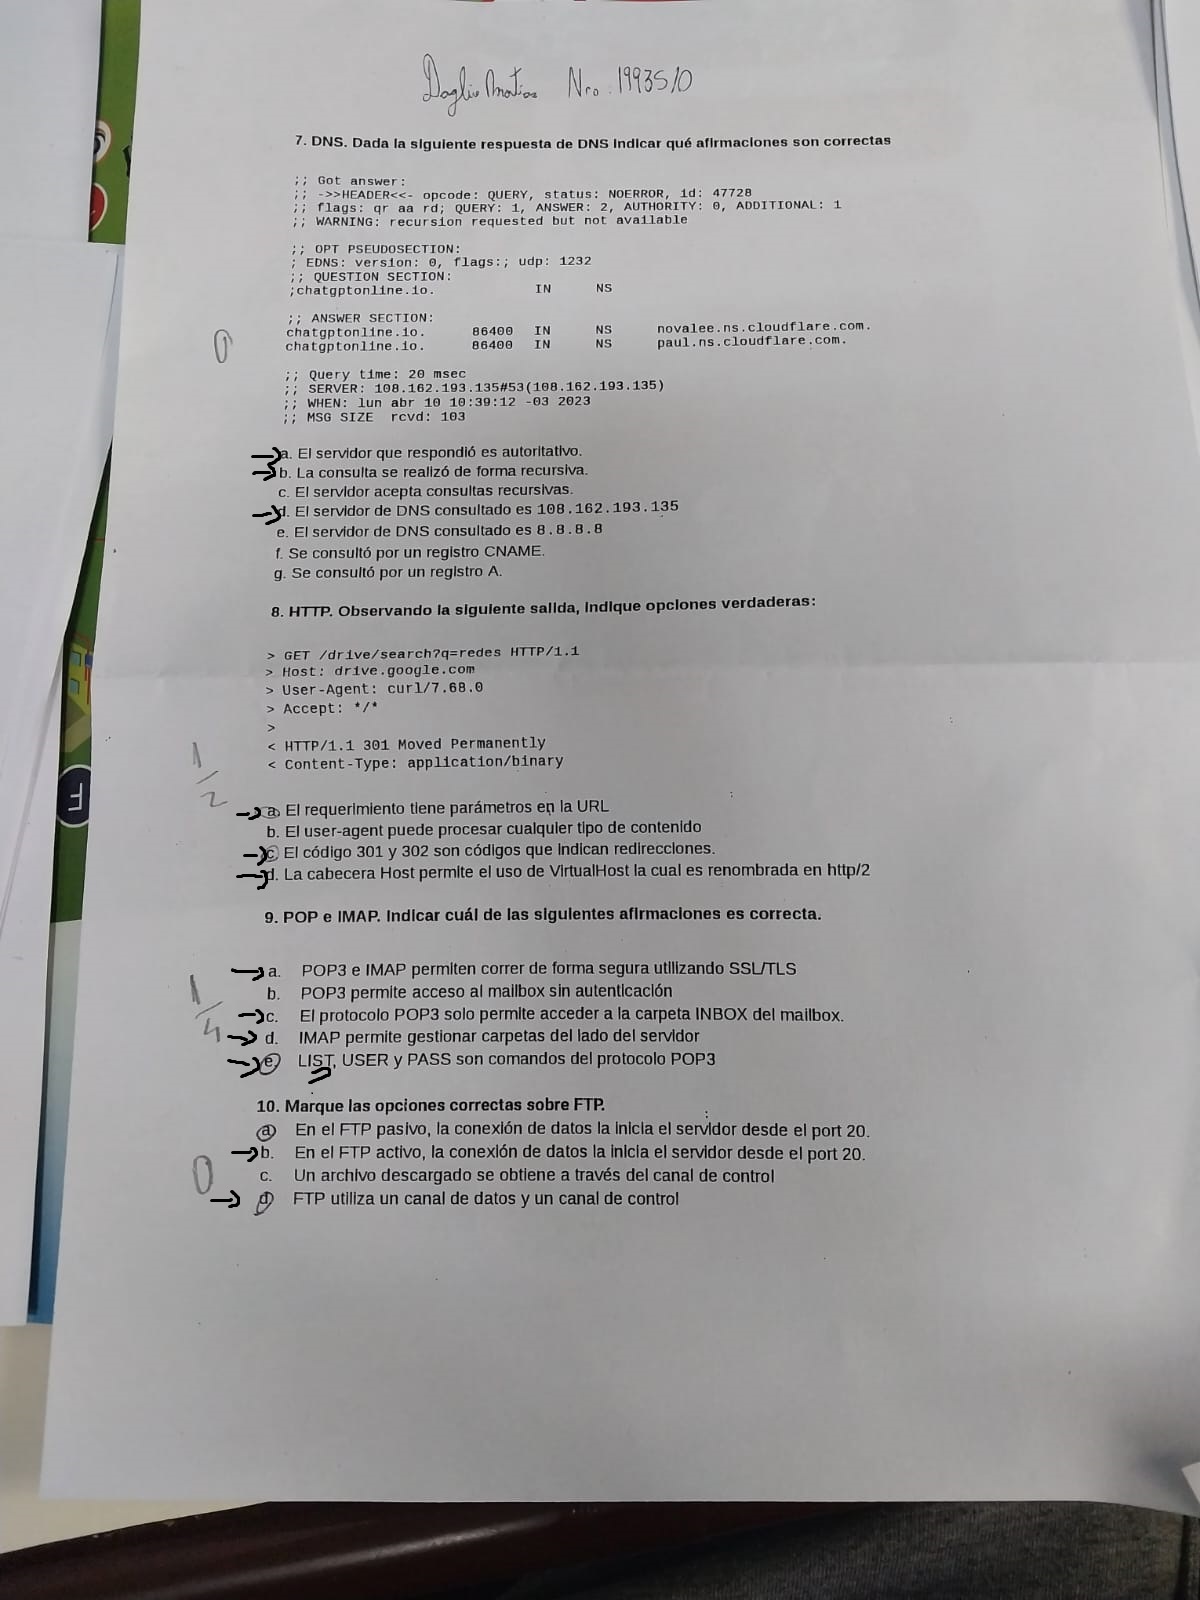 Nro: 19935/0
7. DNS. Dada la siguiente respuesta de DNS indicar qué afirmaciones son correctas
;; Got answer:
;; ->>HEADER<<- opcode: QUERY, status: NOERROR, id: 47728
;; flags: qr aa rd; QUERY: 1, ANSWER: 2, AUTHORITY: 0, ADDITIONAL: 1
;; WARNING: recursion requested but not available
;; OPT PSEUDOSECTION:
; EDNS: version: 0, flags:; udp: 1232
;; QUESTION SECTION:
;chatgptonline.io. IN NS
;; ANSWER SECTION:
chatgptonline.io. 86400 IN NS novalee.ns.cloudflare.com.
chatgptonline.io. 86400 IN NS paul.ns.cloudflare.com.
0
;; Query time: 20 msec
;; SERVER: 108.162.193.135#53(108.162.193.135)
;; WHEN: lun abr 10 10:39:12 -03 2023
;; MSG SIZE rcvd: 103
a. El servidor que respondió es autoritativo.
b. La consulta se realizó de forma recursiva.
c. El servidor acepta consultas recursivas.
d. El servidor de DNS consultado es 108.162.193.135
e. El servidor de DNS consultado es 8.8.8.8
f. Se consultó por un registro CNAME.
g. Se consultó por un registro A.
8. HTTP. Observando la siguiente salida, indique opciones verdaderas:
> GET /drive/search?q=redes HTTP/1.1
> Host: drive.google.com
> User-Agent: curl/7.68.0
> Accept: */*
>
< HTTP/1.1 301 Moved Permanently
< Content-Type: application/binary
1/2
a. El requerimiento tiene parámetros en la URL
b. El user-agent puede procesar cualquier tipo de contenido
c. El código 301 y 302 son códigos que indican redirecciones.
d. La cabecera Host permite el uso de VirtualHost la cual es renombrada en http/2
9. POP e IMAP. Indicar cuál de las siguientes afirmaciones es correcta.
a. POP3 e IMAP permiten correr de forma segura utilizando SSL/TLS
b. POP3 permite acceso al mailbox sin autenticación
1/4
c. El protocolo POP3 solo permite acceder a la carpeta INBOX del mailbox.
d. IMAP permite gestionar carpetas del lado del servidor
e. LIST, USER y PASS son comandos del protocolo POP3
10. Marque las opciones correctas sobre FTP.
a. En el FTP pasivo, la conexión de datos la inicia el servidor desde el port 20.
b. En el FTP activo, la conexión de datos la inicia el servidor desde el port 20.
0
c. Un archivo descargado se obtiene a través del canal de control
d. FTP utiliza un canal de datos y un canal de control